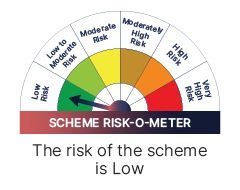 Low
Risk
Low to
Moderate
Risk
Moderate
Risk
Moderately
High
Risk
High
Risk
Very
High
Risk
SCHEME RISK-O-METER
The risk of the scheme
is Low